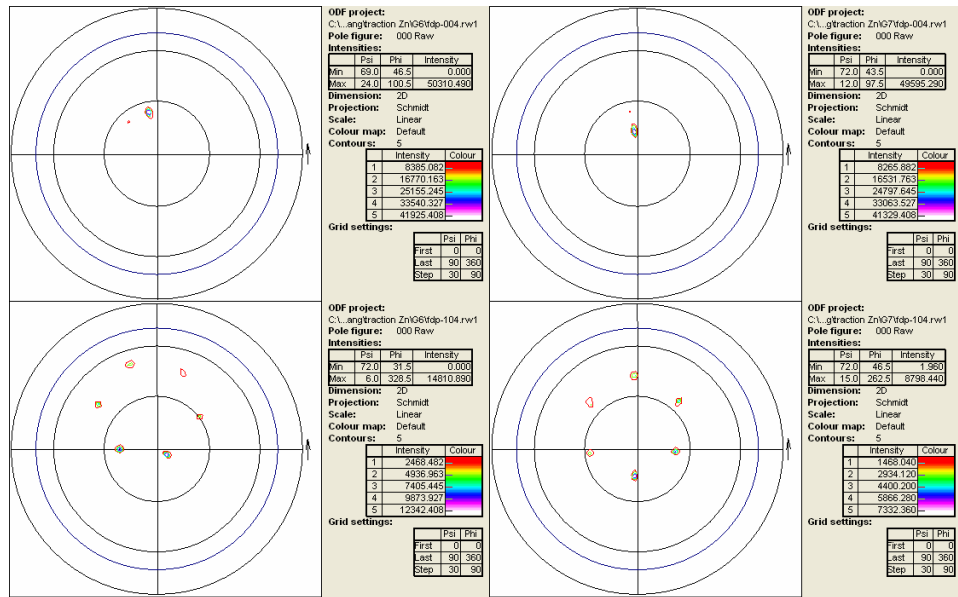 ODF project:
C:\...ang\traction Zn\G6\fdp-004.rw1
Pole figure: 000 Raw
Intensities:
Psi Phi Intensity
Min 69.0 46.5 0.000
Max 24.0 100.5 50310.490
Dimension: 2D
Projection: Schmidt
Scale: Linear
Colour map: Default
Contours: 5
Intensity Colour
1 8385.082
2 16770.163
3 25155.245
4 33540.327
5 41925.408
Grid settings:
Psi Phi
First 0 0
Last 90 360
Step 30 90
ODF project:
C:\...g\traction Zn\G7\fdp-004.rw1
Pole figure: 000 Raw
Intensities:
Psi Phi Intensity
Min 72.0 43.5 0.000
Max 12.0 97.5 49595.290
Dimension: 2D
Projection: Schmidt
Scale: Linear
Colour map: Default
Contours: 5
Intensity Colour
1 8265.882
2 16531.763
3 24797.645
4 33063.527
5 41329.408
Grid settings:
Psi Phi
First 0 0
Last 90 360
Step 30 90
ODF project:
C:\...ang\traction Zn\G6\fdp-104.rw1
Pole figure: 000 Raw
Intensities:
Psi Phi Intensity
Min 72.0 31.5 0.000
Max 6.0 328.5 14810.890
Dimension: 2D
Projection: Schmidt
Scale: Linear
Colour map: Default
Contours: 5
Intensity Colour
1 2468.482
2 4936.963
3 7405.445
4 9873.927
5 12342.408
Grid settings:
Psi Phi
First 0 0
Last 90 360
Step 30 90
ODF project:
C:\...g\traction Zn\G7\fdp-104.rw1
Pole figure: 000 Raw
Intensities:
Psi Phi Intensity
Min 72.0 46.5 1.960
Max 15.0 262.5 8798.440
Dimension: 2D
Projection: Schmidt
Scale: Linear
Colour map: Default
Contours: 5
Intensity Colour
1 1468.040
2 2934.120
3 4400.200
4 5866.280
5 7332.360
Grid settings:
Psi Phi
First 0 0
Last 90 360
Step 30 90